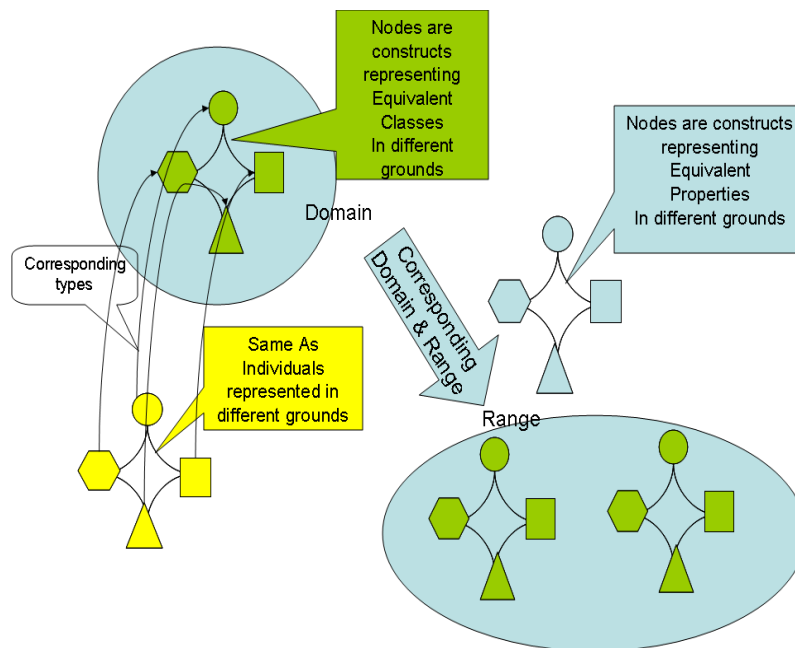 Nodes are
constructs
representing
Equivalent
Classes
In different
grounds
Domain
Nodes are constructs
representing
Equivalent
Properties
In different grounds
Corresponding
types
Corresponding
Domain & Range
Same As
Individuals
represented in
different grounds
Range